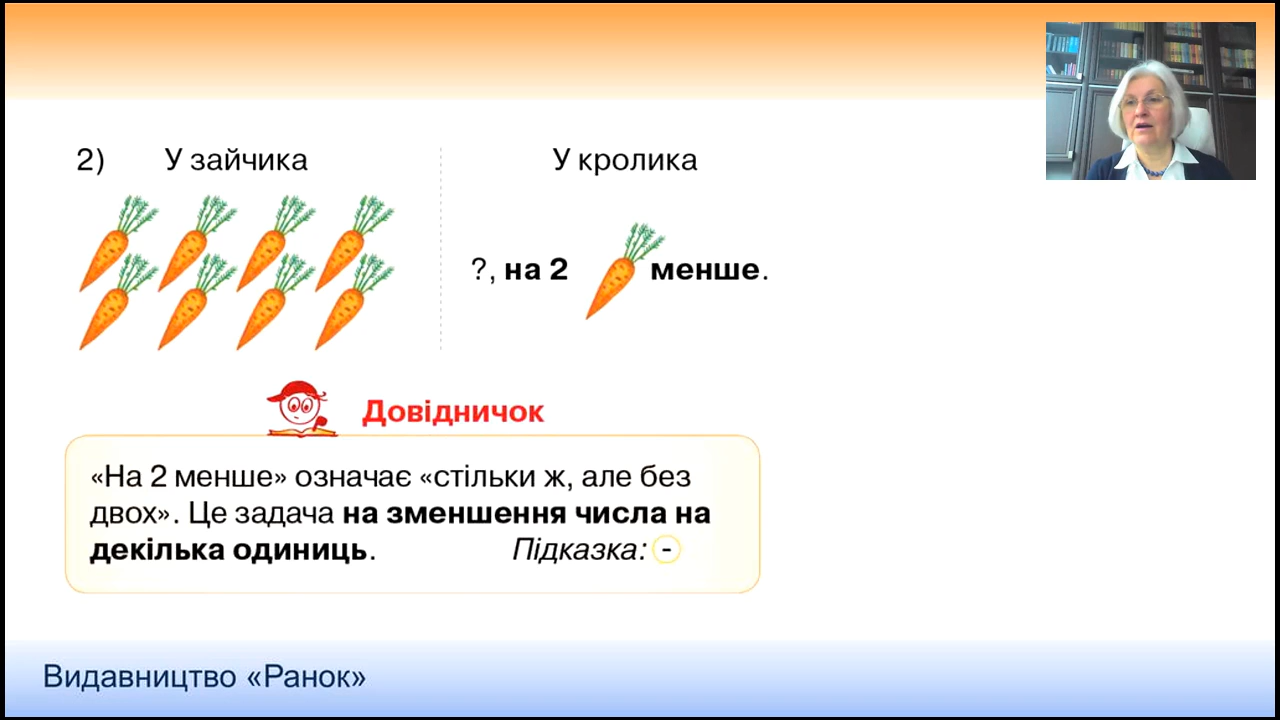 2) У зайчика У кролика
?, на 2 менше.
Довідничок
«На 2 менше» означає «стільки ж, але без
двох». Це задача на зменшення числа на
декілька одиниць. Підказка: -
Видавництво «Ранок»